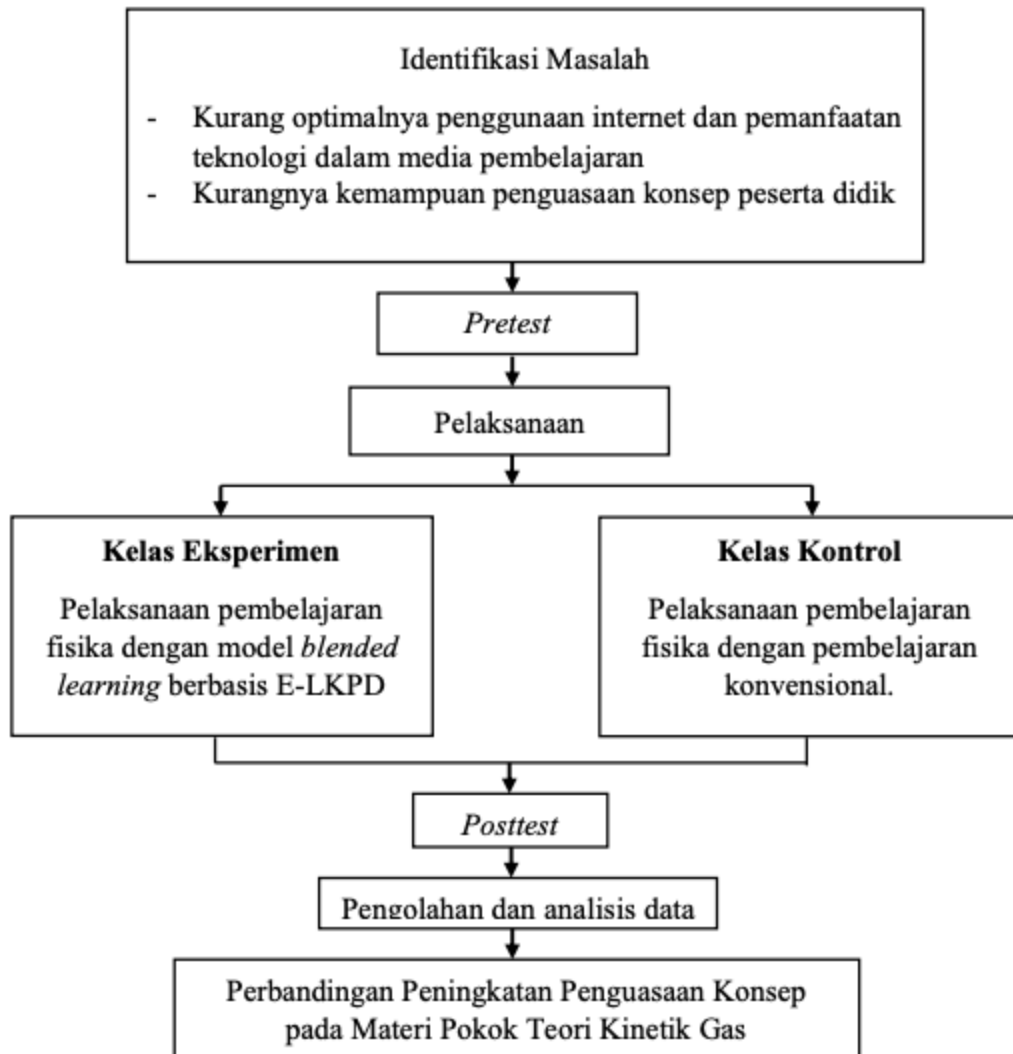 Identifikasi Masalah
- Kurang optimalnya penggunaan internet dan pemanfaatan
teknologi dalam media pembelajaran
- Kurangnya kemampuan penguasaan konsep peserta didik
Pretest
Pelaksanaan
Kelas Eksperimen
Pelaksanaan pembelajaran
fisika dengan model blended
learning berbasis E-LKPD
Kelas Kontrol
Pelaksanaan pembelajaran
fisika dengan pembelajaran
konvensional.
Posttest
Pengolahan dan analisis data
Perbandingan Peningkatan Penguasaan Konsep
pada Materi Pokok Teori Kinetik Gas